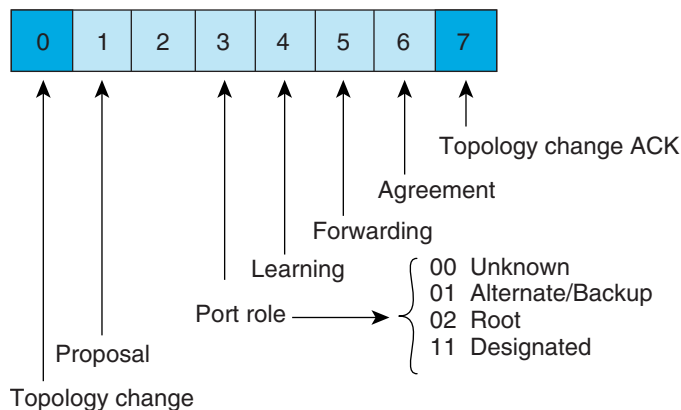 0 1 2 3 4 5 6 7
Topology change ACK
Agreement
Forwarding
Learning
Port role
00 Unknown
01 Alternate/Backup
02 Root
11 Designated
Proposal
Topology change